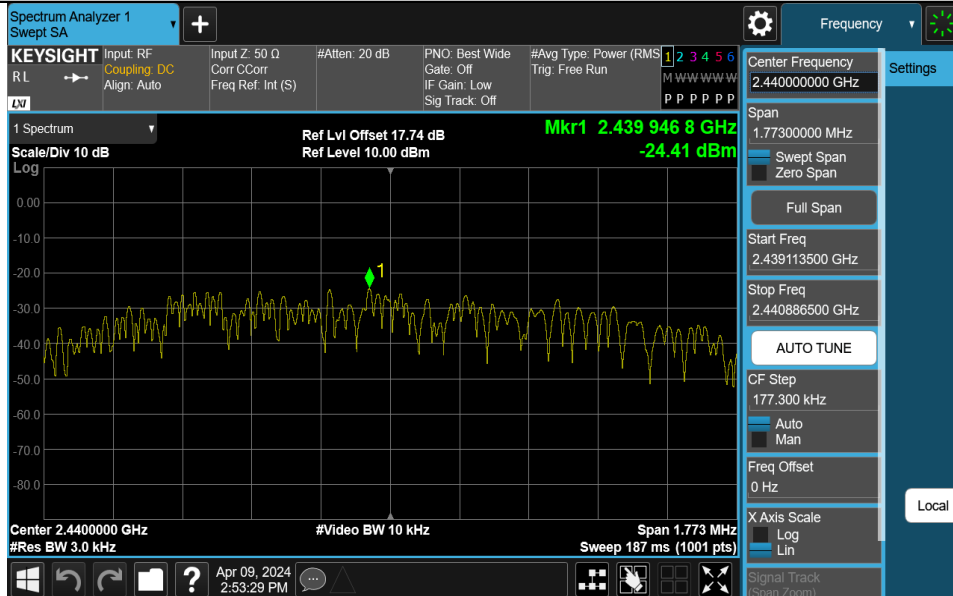 Spectrum Analyzer 1
Swept SA
+
Frequency
KEYSIGHT
RL
LXI
Input: RF
Coupling: DC
Align: Auto
Input Z: 50 Ω
Corr CCorr
Freq Ref: Int (S)
#Atten: 20 dB
PNO: Best Wide
Gate: Off
IF Gain: Low
Sig Track: Off
#Avg Type: Power (RMS
Trig: Free Run
1 2 3 4 5 6
M W W W W W
P P P P P P
Center Frequency
2.440000000 GHz
Settings
Span
1.77300000 MHz
Swept Span
Zero Span
Full Span
Start Freq
2.439113500 GHz
Stop Freq
2.440886500 GHz
AUTO TUNE
CF Step
177.300 kHz
Auto
Man
Freq Offset
0 Hz
X Axis Scale
Log
Lin
Signal Track
(Span Zoom)
Local
1 Spectrum
Scale/Div 10 dB
Log
Ref Lvl Offset 17.74 dB
Ref Level 10.00 dBm
Mkr1 2.439 946 8 GHz
-24.41 dBm
1
0.00
-10.0
-20.0
-30.0
-40.0
-50.0
-60.0
-70.0
-80.0
Center 2.4400000 GHz
#Res BW 3.0 kHz
#Video BW 10 kHz
Span 1.773 MHz
Sweep 187 ms (1001 pts)
?
Apr 09, 2024
2:53:29 PM